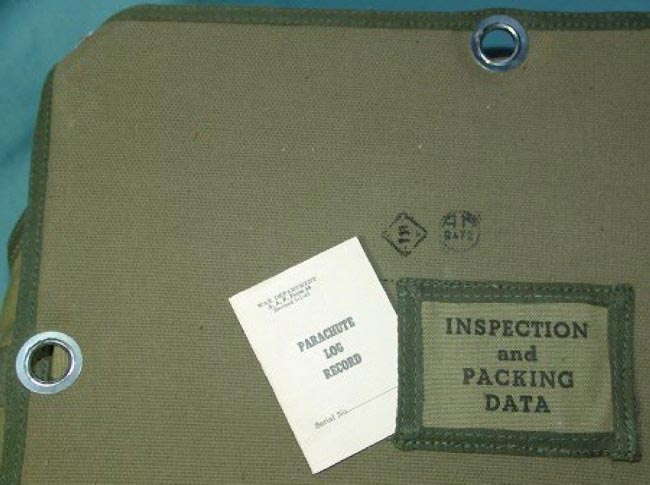 WAR DEPARTMENT
PARACHUTE
LOG
RECORD
Serial No.
INSPECTION
and
PACKING
DATA